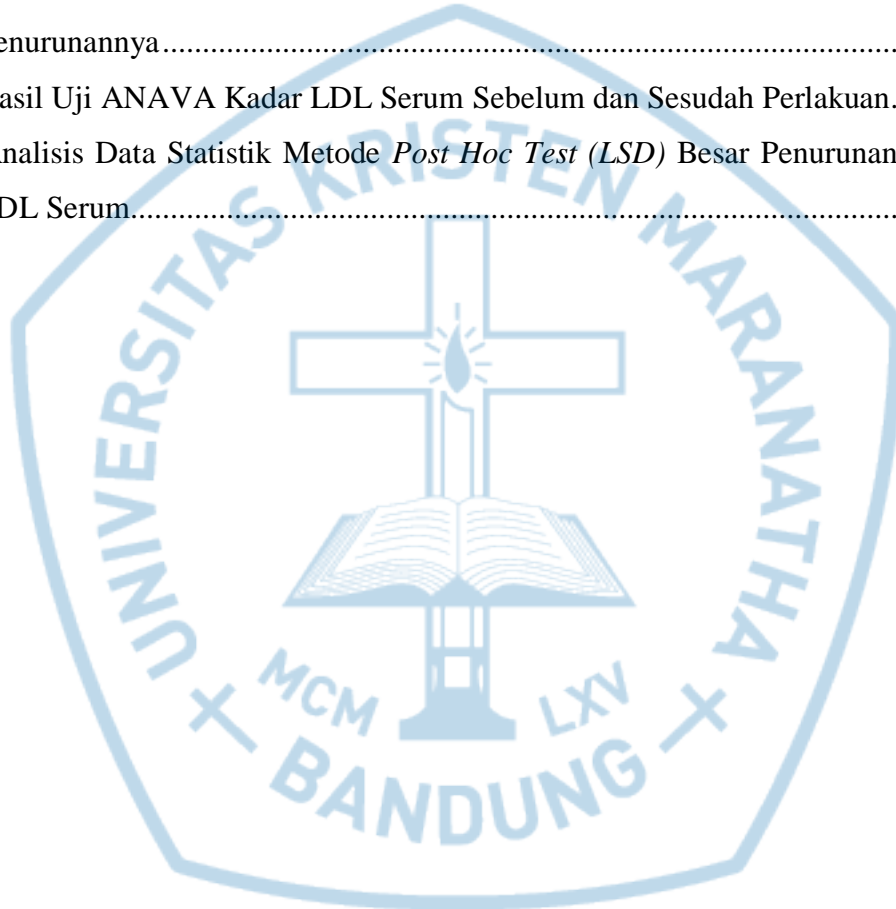 enurunannya..........................................................................................
asil Uji ANAVA Kadar LDL Serum Sebelum dan Sesudah Perlakuan.
nalisis Data Statistik Metode Post Hoc Test (LSD) Besar Penurunan
DL Serum..............................................................................................
UNIVERSITAS KRISTEN MARANATHA
MCM LXV
BANDUNG